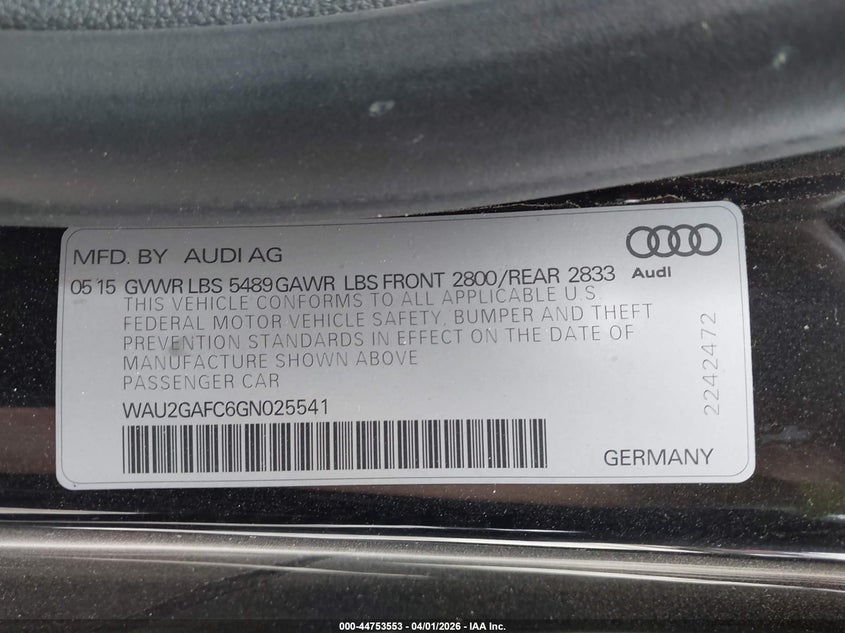 MFD. BY AUDI AG
Audi
05 15 GVWR LBS 5489 GAWR LBS FRONT 2800/REAR 2833
THIS VEHICLE CONFORMS TO ALL APPLICABLE U.S
FEDERAL MOTOR VEHICLE SAFETY, BUMPER AND THEFT
PREVENTION STANDARDS IN EFFECT ON THE DATE OF
MANUFACTURE SHOWN ABOVE
PASSENGER CAR
WAU2GAFC6GN025541
2242472
GERMANY
000-44753553 - 04/01/2026 - IAA Inc.